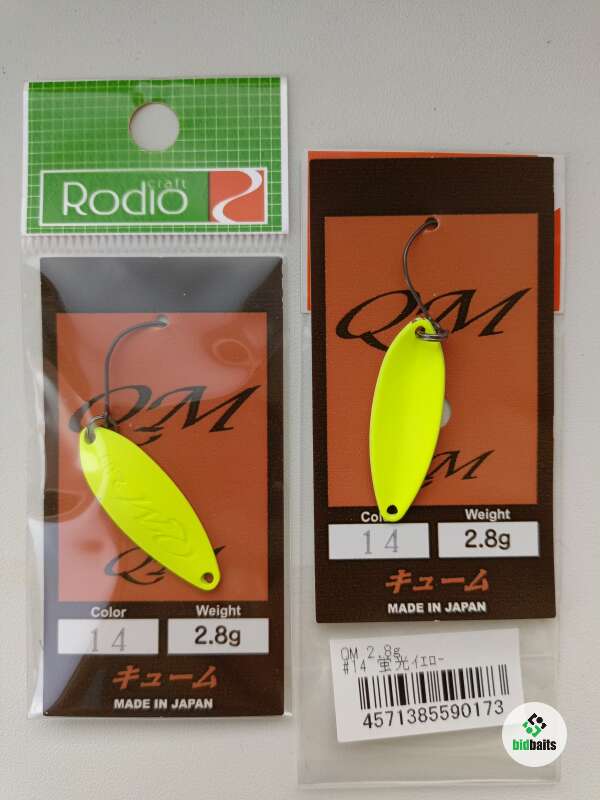 Rodio
craft
QM
QM
Color
Weight
14
2.8g
キューム
MADE IN JAPAN
QM
QM
Color
Weight
14
2.8g
キューム
MADE IN JAPAN
QM 2.8g
#14 蛍光イエロー
4571385590173
bidbaits